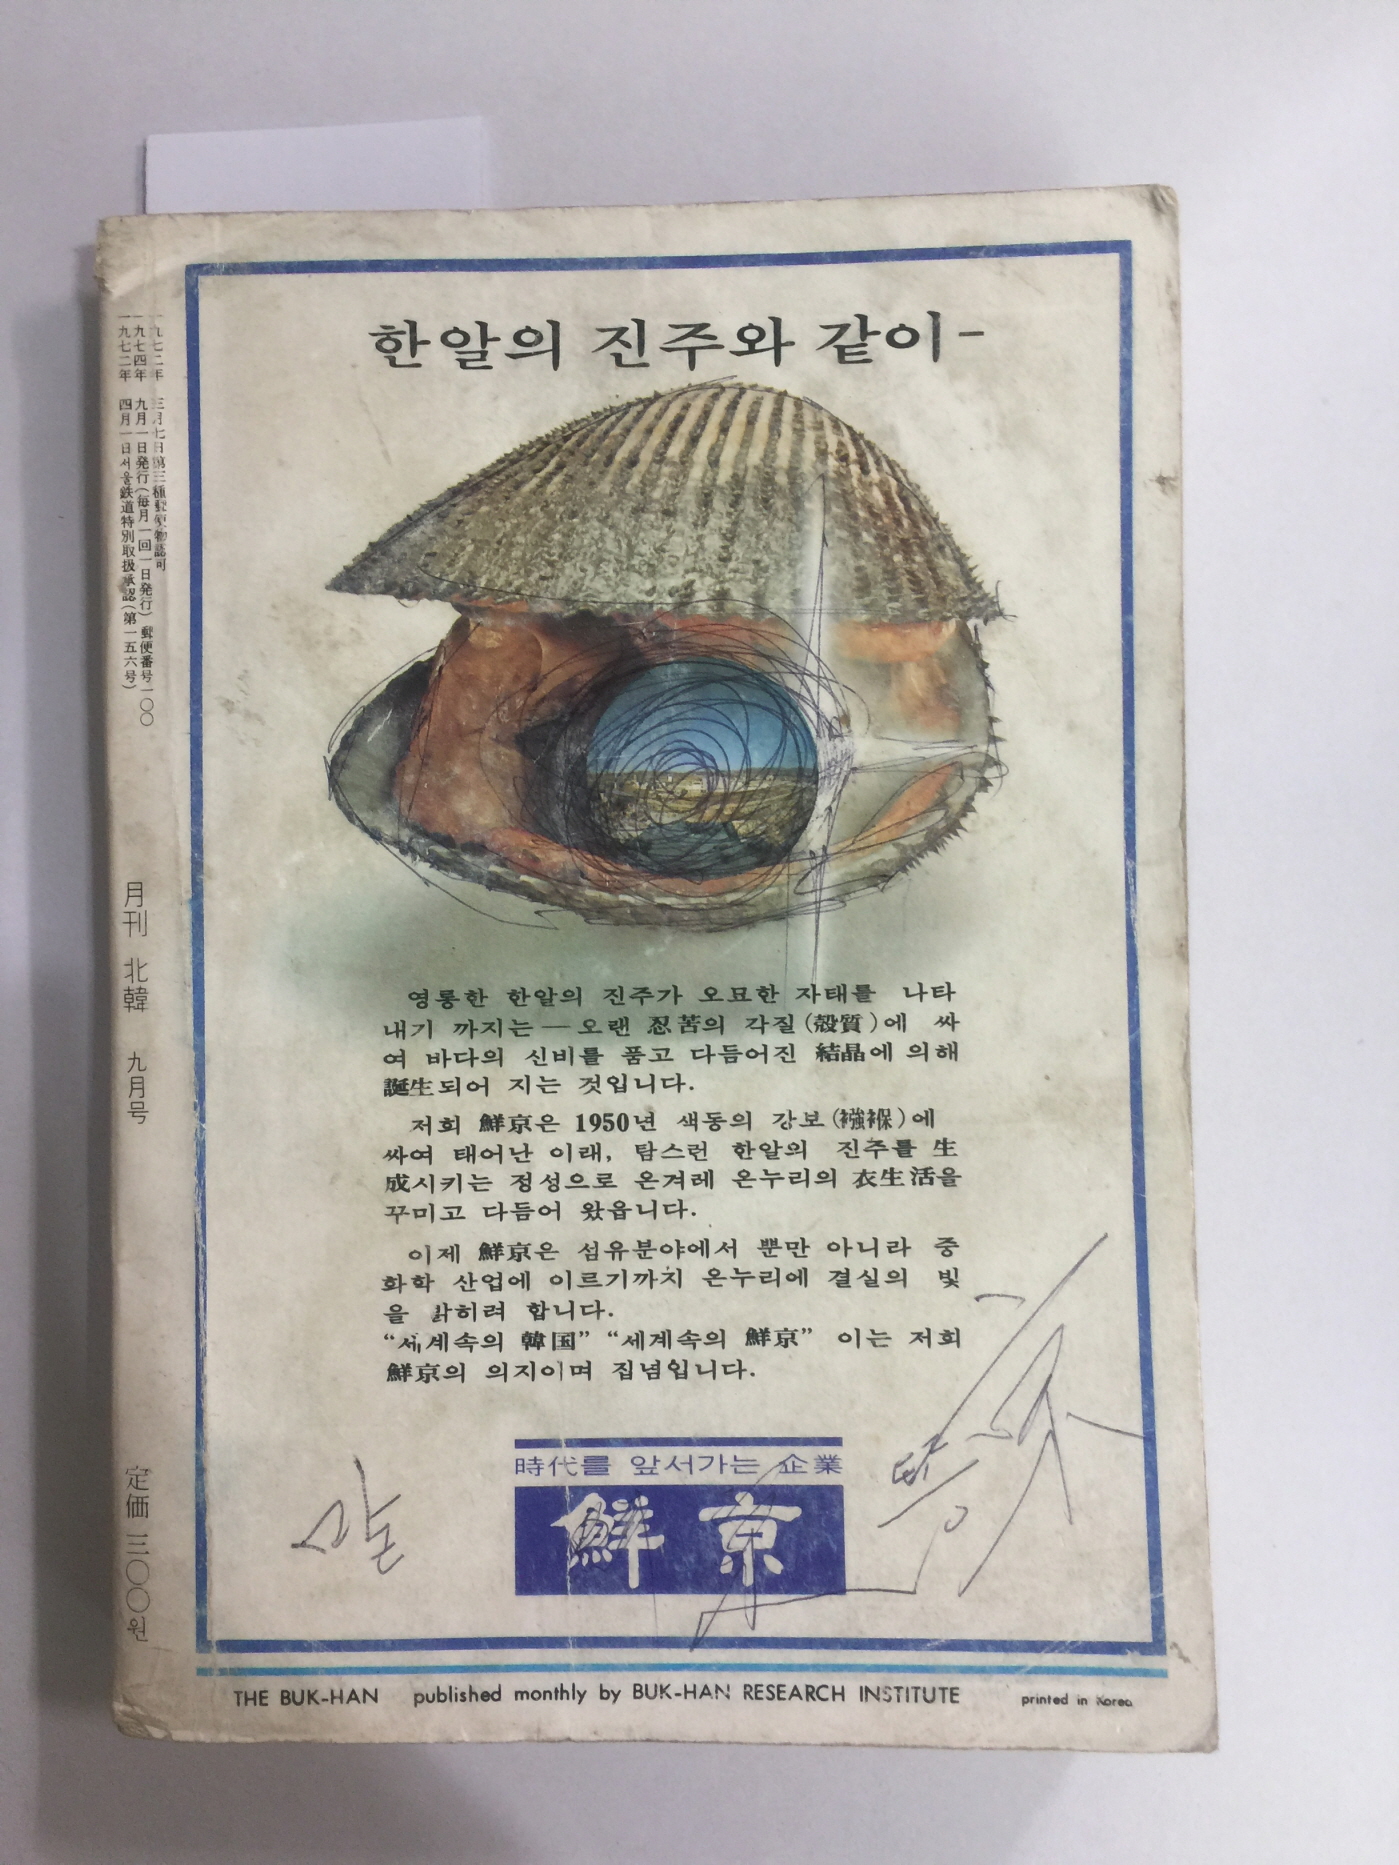 一九七二年 三月七日第三種郵便物認可
一九七四年 九月一日発行(毎月一回一日発行) 郵便番号一〇〇
一九七二年 四月一日서울鉄道特別取扱承認(第一五六号)
月刊 北韓 九月号
定価 三〇〇원
한알의 진주와 같이-
영롱한 한알의 진주가 오묘한 자태를 나타
내기 까지는—오랜 忍苦의 각질(殼質)에 싸
여 바다의 신비를 품고 다듬어진 結晶에 의해
誕生되어 지는 것입니다.
저희 鮮京은 1950년 색동의 강보(襁褓)에
싸여 태어난 이래, 탐스런 한알의 진주를 生
成시키는 정성으로 온겨레 온누리의 衣生活을
꾸미고 다듬어 왔읍니다.
이제 鮮京은 섬유분야에서 뿐만 아니라 중
화학 산업에 이르기까지 온누리에 결실의 빛
을 밝히려 합니다.
“세계속의 韓国” “세계속의 鮮京” 이는 저희
鮮京의 의지이며 집념입니다.
時代를 앞서가는 企業
鮮京
THE BUK-HAN published monthly by BUK-HAN RESEARCH INSTITUTE printed in Korea